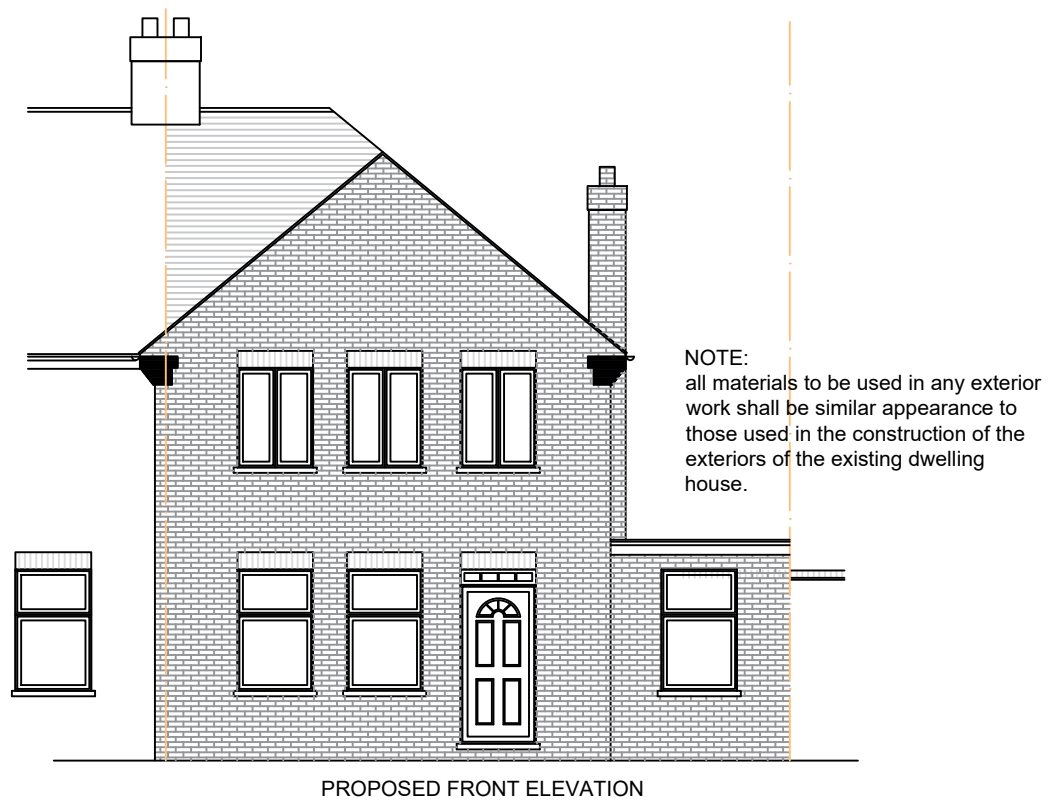 NOTE:
all materials to be used in any exterior
work shall be similar appearance to
those used in the construction of the
exteriors of the existing dwelling
house.
PROPOSED FRONT ELEVATION